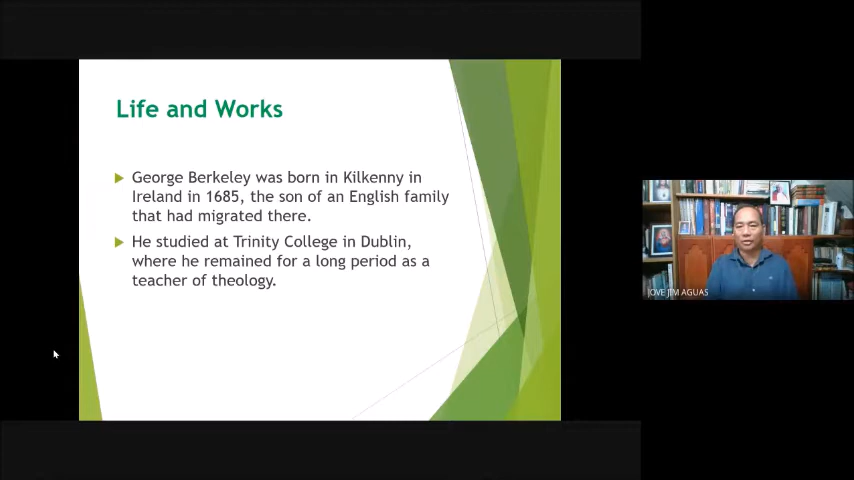 Life and Works
George Berkeley was born in Kilkenny in
Ireland in 1685, the son of an English family
that had migrated there.
He studied at Trinity College in Dublin,
where he remained for a long period as a
teacher of theology.
JOVE JIM AGUAS